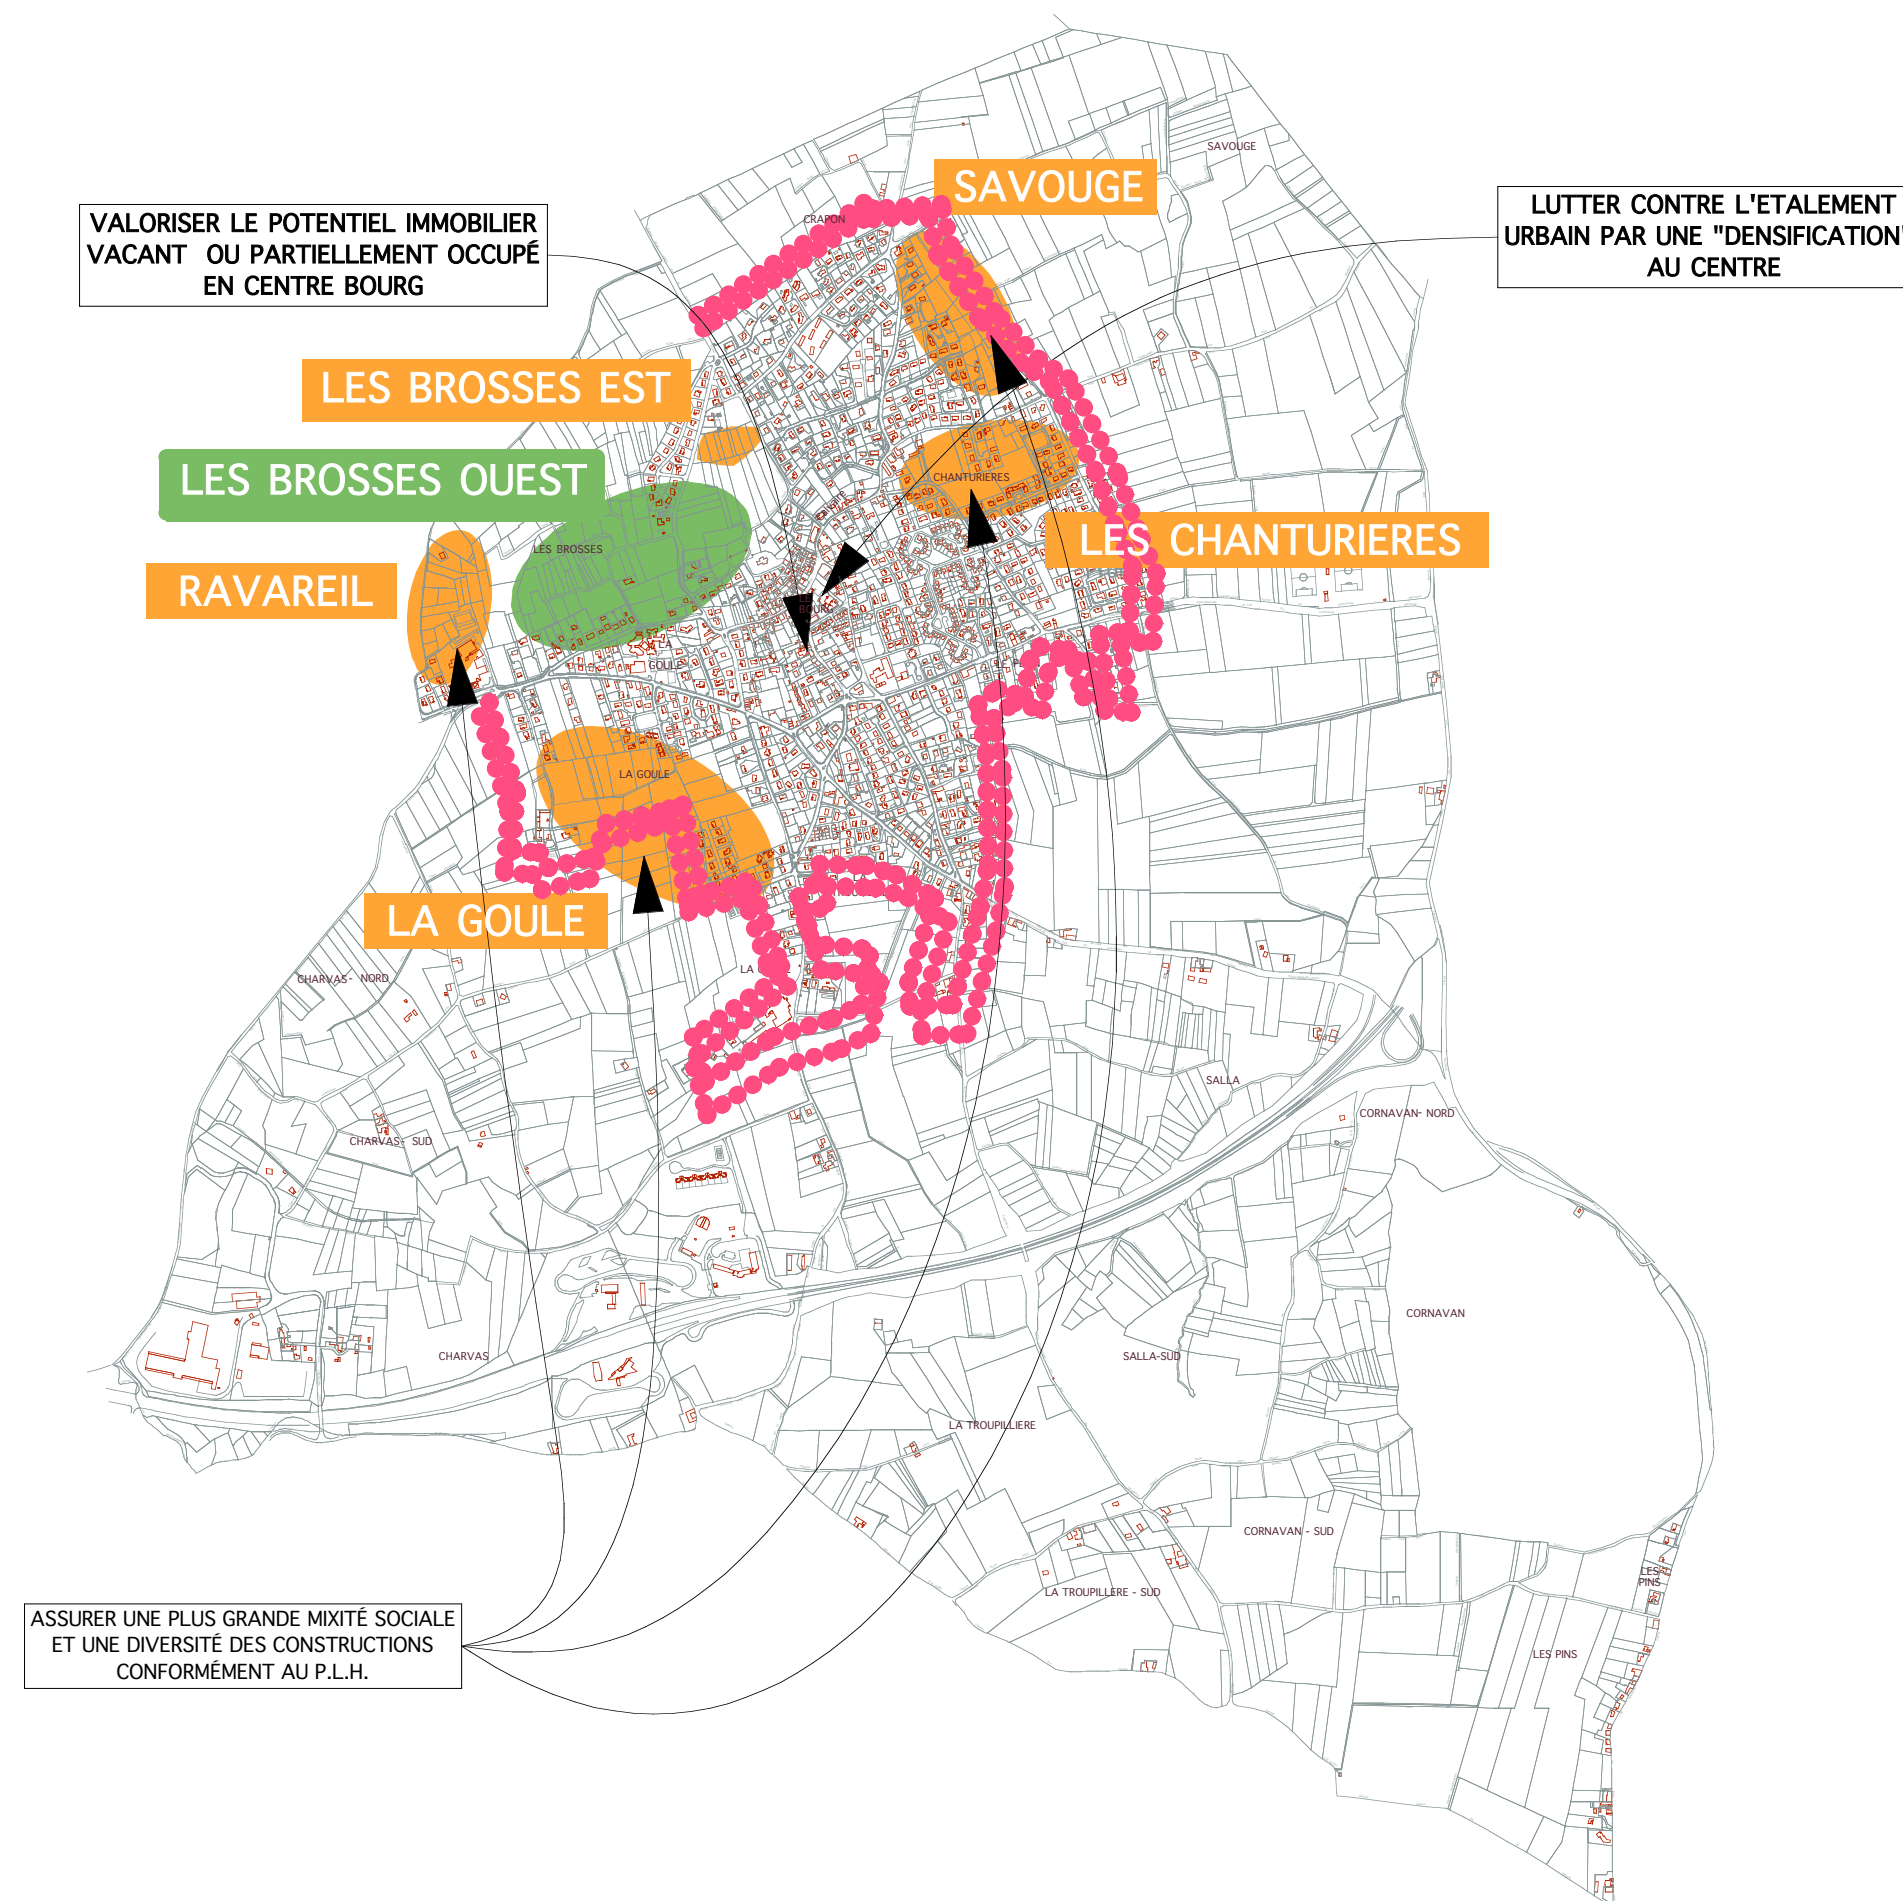 SAVOUGE
SAVOUGE
CRAPON
VALORISER LE POTENTIEL IMMOBILIER
VACANT OU PARTIELLEMENT OCCUPÉ
EN CENTRE BOURG
LUTTER CONTRE L'ETALEMENT
URBAIN PAR UNE "DENSIFICATION"
AU CENTRE
LES BROSSES EST
LES BROSSES OUEST
CHANTURIERES
LES CHANTURIERES
LES BROSSES
RAVAREIL
BOURG
LA
GOULE
LA GOULE
LA GOULE
CHARVAS- NORD
SALLA
CORNAVAN- NORD
CHARVAS- SUD
CORNAVAN
CHARVAS
SALLA-SUD
LA TROUPILLIERE
CORNAVAN - SUD
LES
PINS
LA TROUPILLERE - SUD
ASSURER UNE PLUS GRANDE MIXITÉ SOCIALE
ET UNE DIVERSITÉ DES CONSTRUCTIONS
CONFORMÉMENT AU P.L.H.
LES PINS